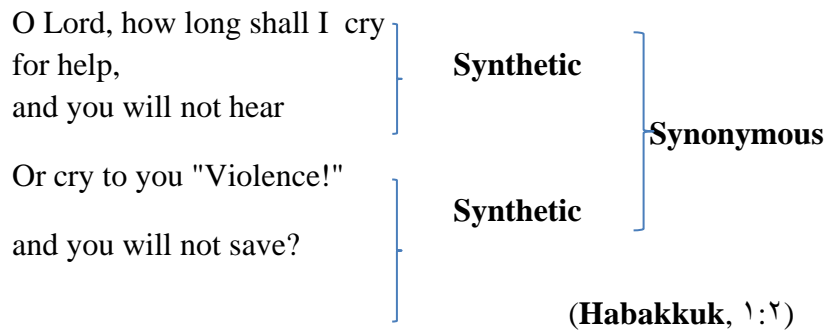 O Lord, how long shall I cry
for help,
Synthetic
and you will not hear
Synonymous
Or cry to you "Violence!"
Synthetic
and you will not save?
(Habakkuk, ١:٢)